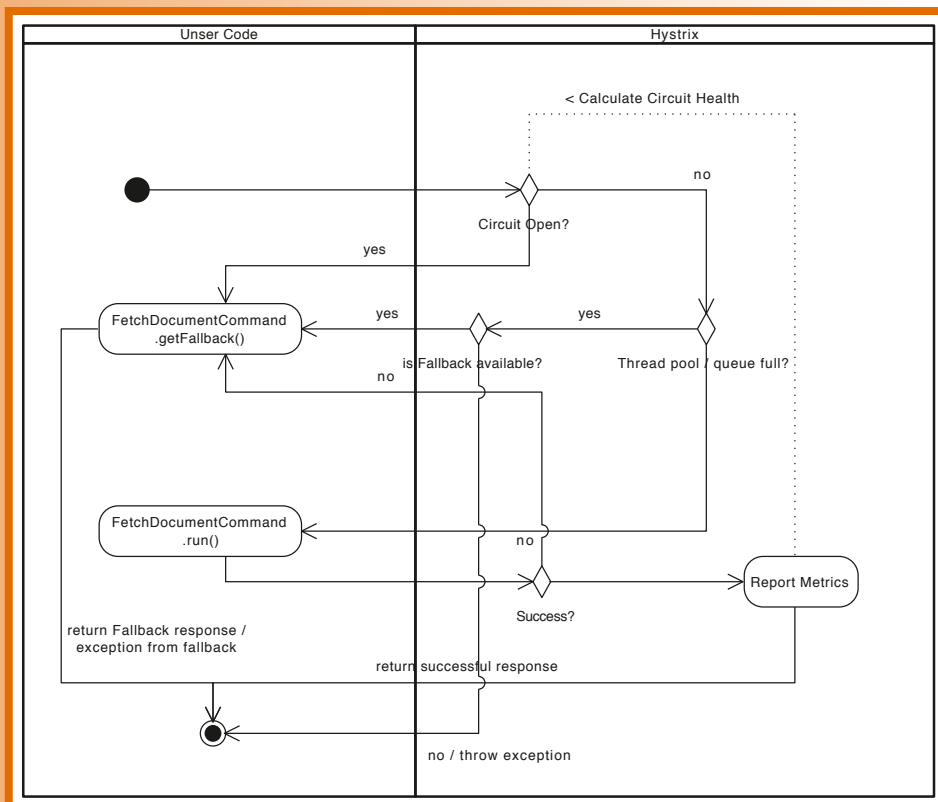 Unser Code
Hystrix
< Calculate Circuit Health
no
Circuit Open?
yes
FetchDocumentCommand
.getFallback()
yes
yes
is Fallback available?
Thread pool / queue full?
no
FetchDocumentCommand
.run()
no
Report Metrics
Success?
return Fallback response /
exception from fallback
return successful response
no / throw exception